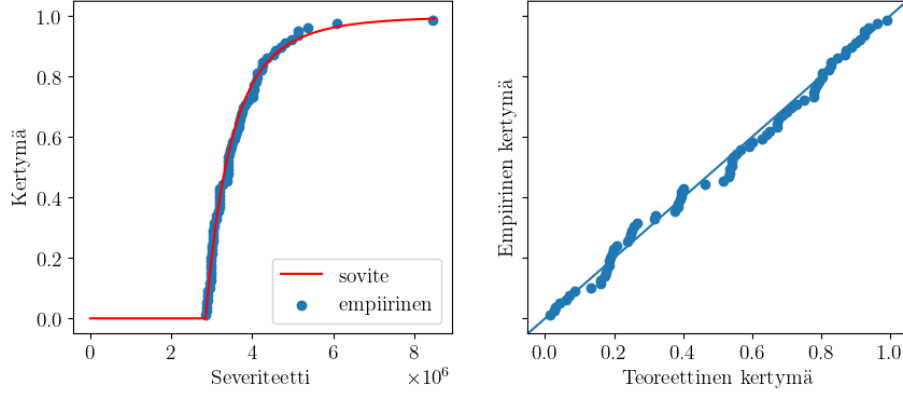 Kertymä
1.0
0.8
0.6
0.4
0.2
0.0
sovite
empiirinen
0 2 4 6 8
×10⁶
Severiteetti
Empiirinen kertymä
0.0 0.2 0.4 0.6 0.8 1.0
Teoreettinen kertymä